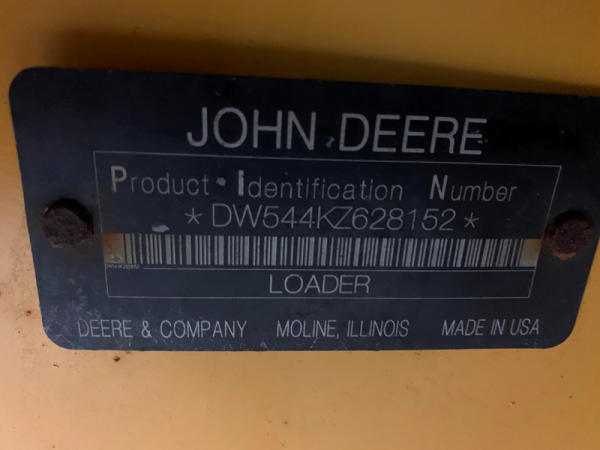 JOHN DEERE
Product Identification Number
*DW544KZ628152*
LOADER
DEERE & COMPANY MOLINE, ILLINOIS MADE IN USA